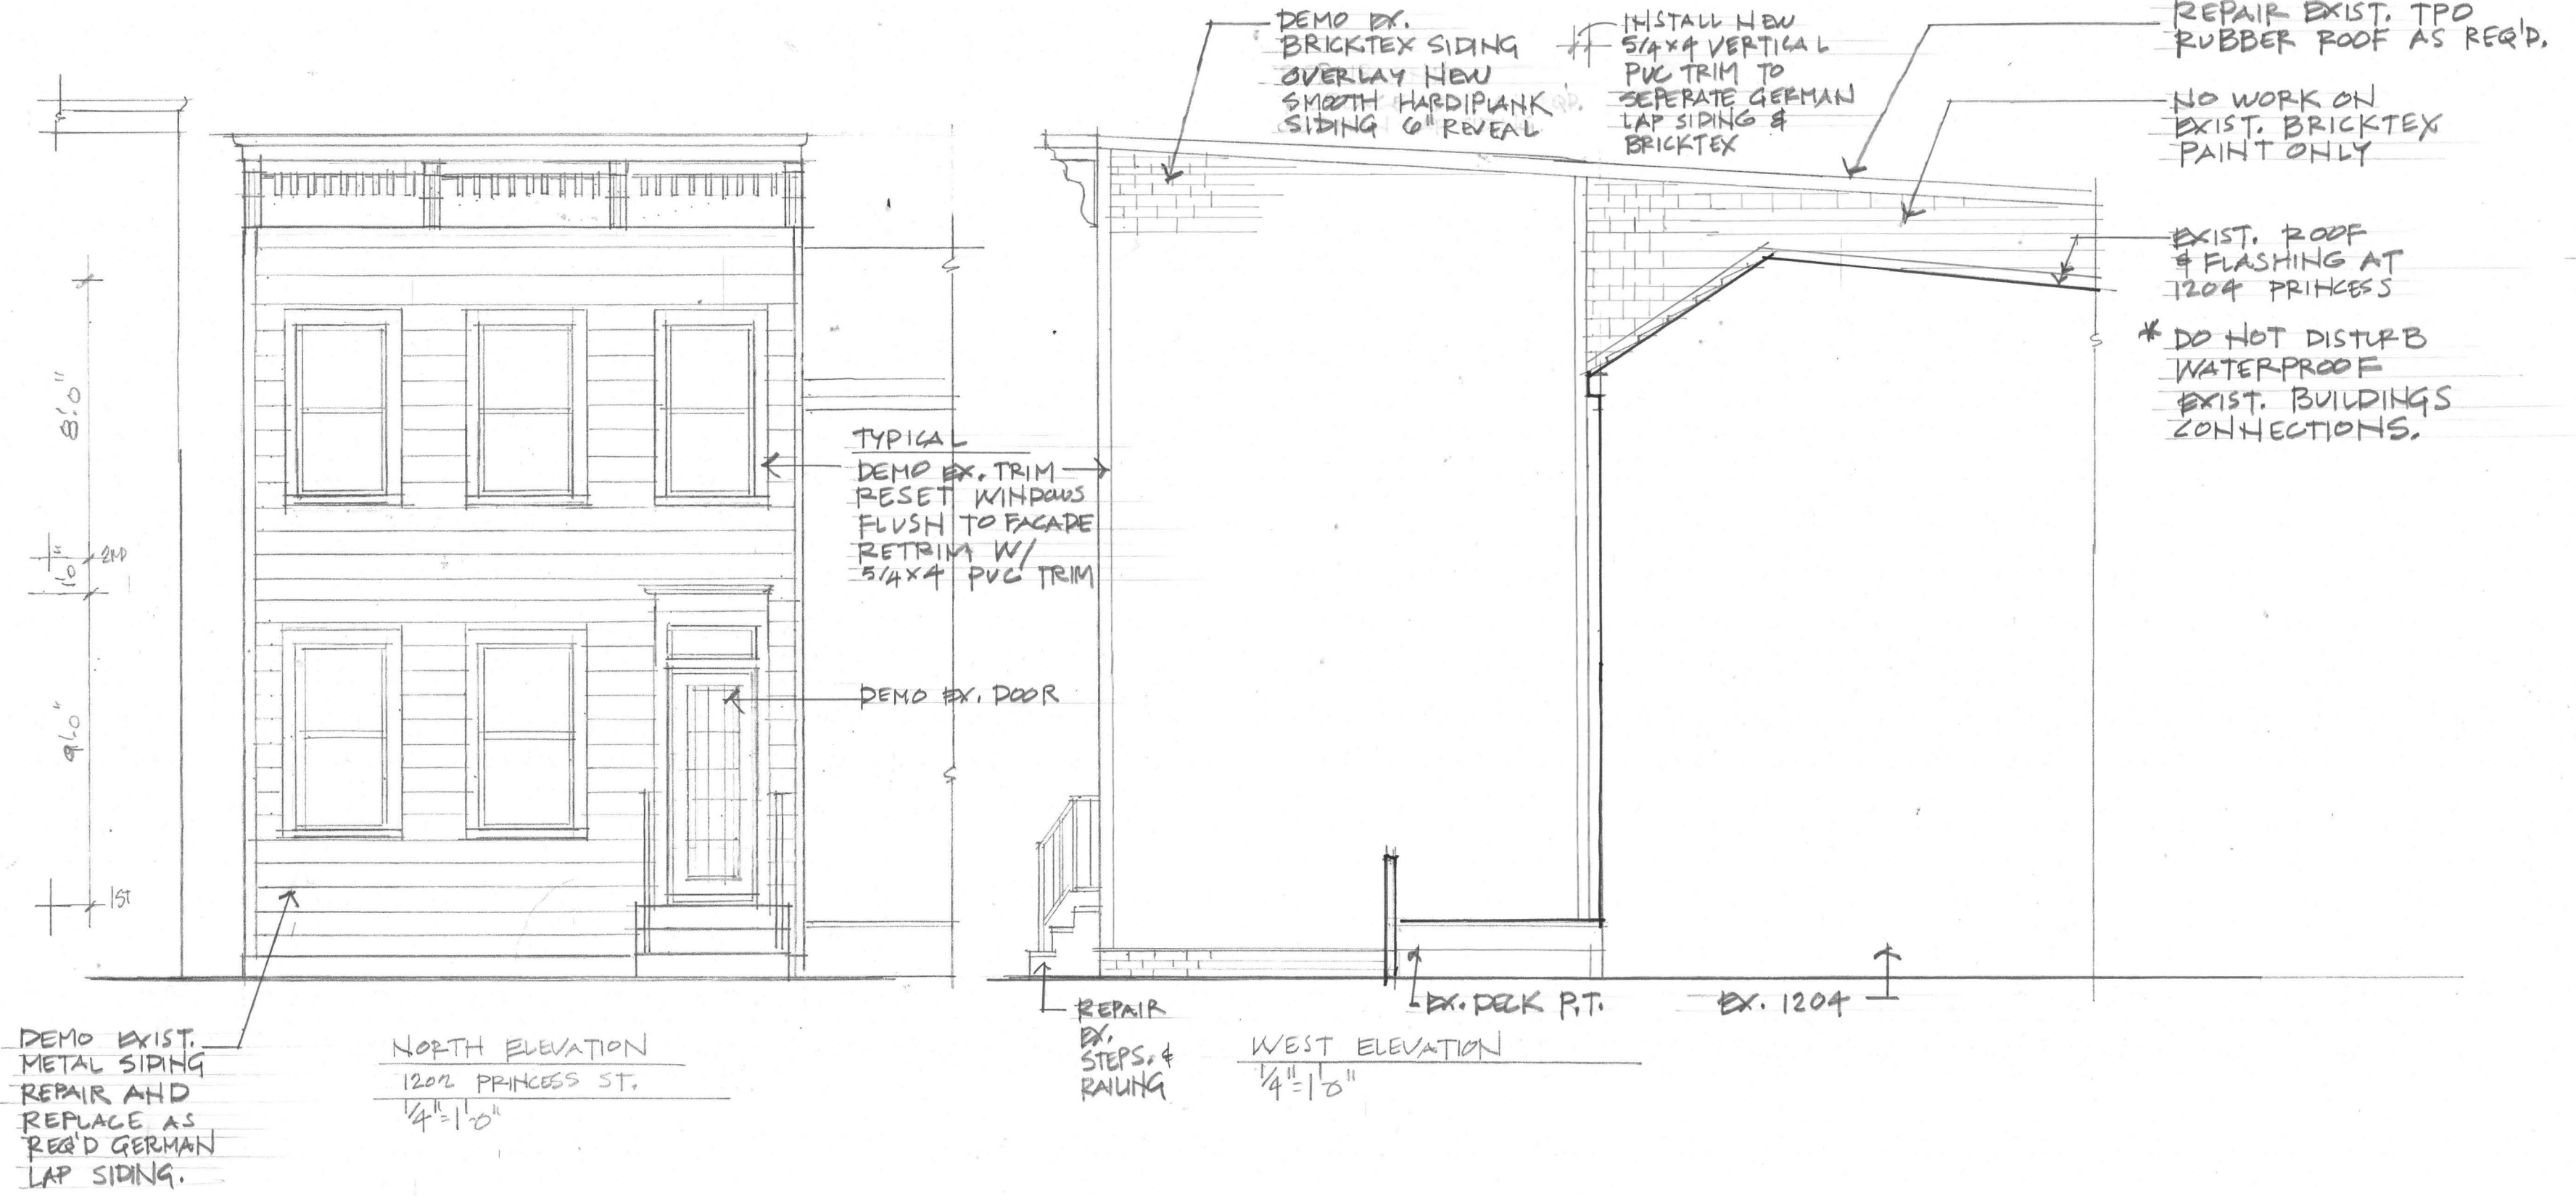 DEMO EX.
BRICKTEX SIDING
OVERLAY NEW
SMOOTH HARDIPLANK
SIDING 6" REVEAL
INSTALL NEW
5/4x4 VERTICAL
PVC TRIM TO
SEPERATE GERMAN
LAP SIDING &
BRICKTEX
REPAIR EXIST. TPO
RUBBER ROOF AS REQ'D.
NO WORK ON
EXIST. BRICKTEX
PAINT ONLY
EXIST. ROOF
& FLASHING AT
1204 PRINCESS
* DO NOT DISTURB
WATERPROOF
EXIST. BUILDINGS
CONNECTIONS.
8'-0"
2ND
1'-0"
9'-0"
1ST
TYPICAL
DEMO EX. TRIM
RESET WINDOWS
FLUSH TO FACADE
RETRIM W/
5/4x4 PVC TRIM
DEMO EX. DOOR
DEMO EXIST.
METAL SIDING
REPAIR AND
REPLACE AS
REQ'D GERMAN
LAP SIDING.
NORTH ELEVATION
1202 PRINCESS ST.
1/4"=1'-0"
REPAIR
EX.
STEPS. &
RAILING
EX. DECK P.T.
EX. 1204
WEST ELEVATION
1/4"=1'-0"